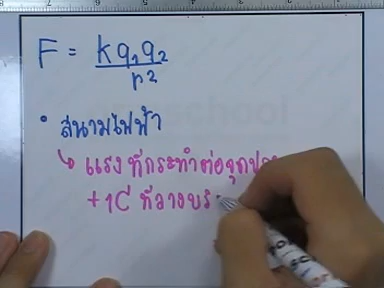 F = kq₁q₂/r²
• สนามไฟฟ้า
↳ แรง ที่กระทำต่อจุดประ
+1C ที่วางบริ